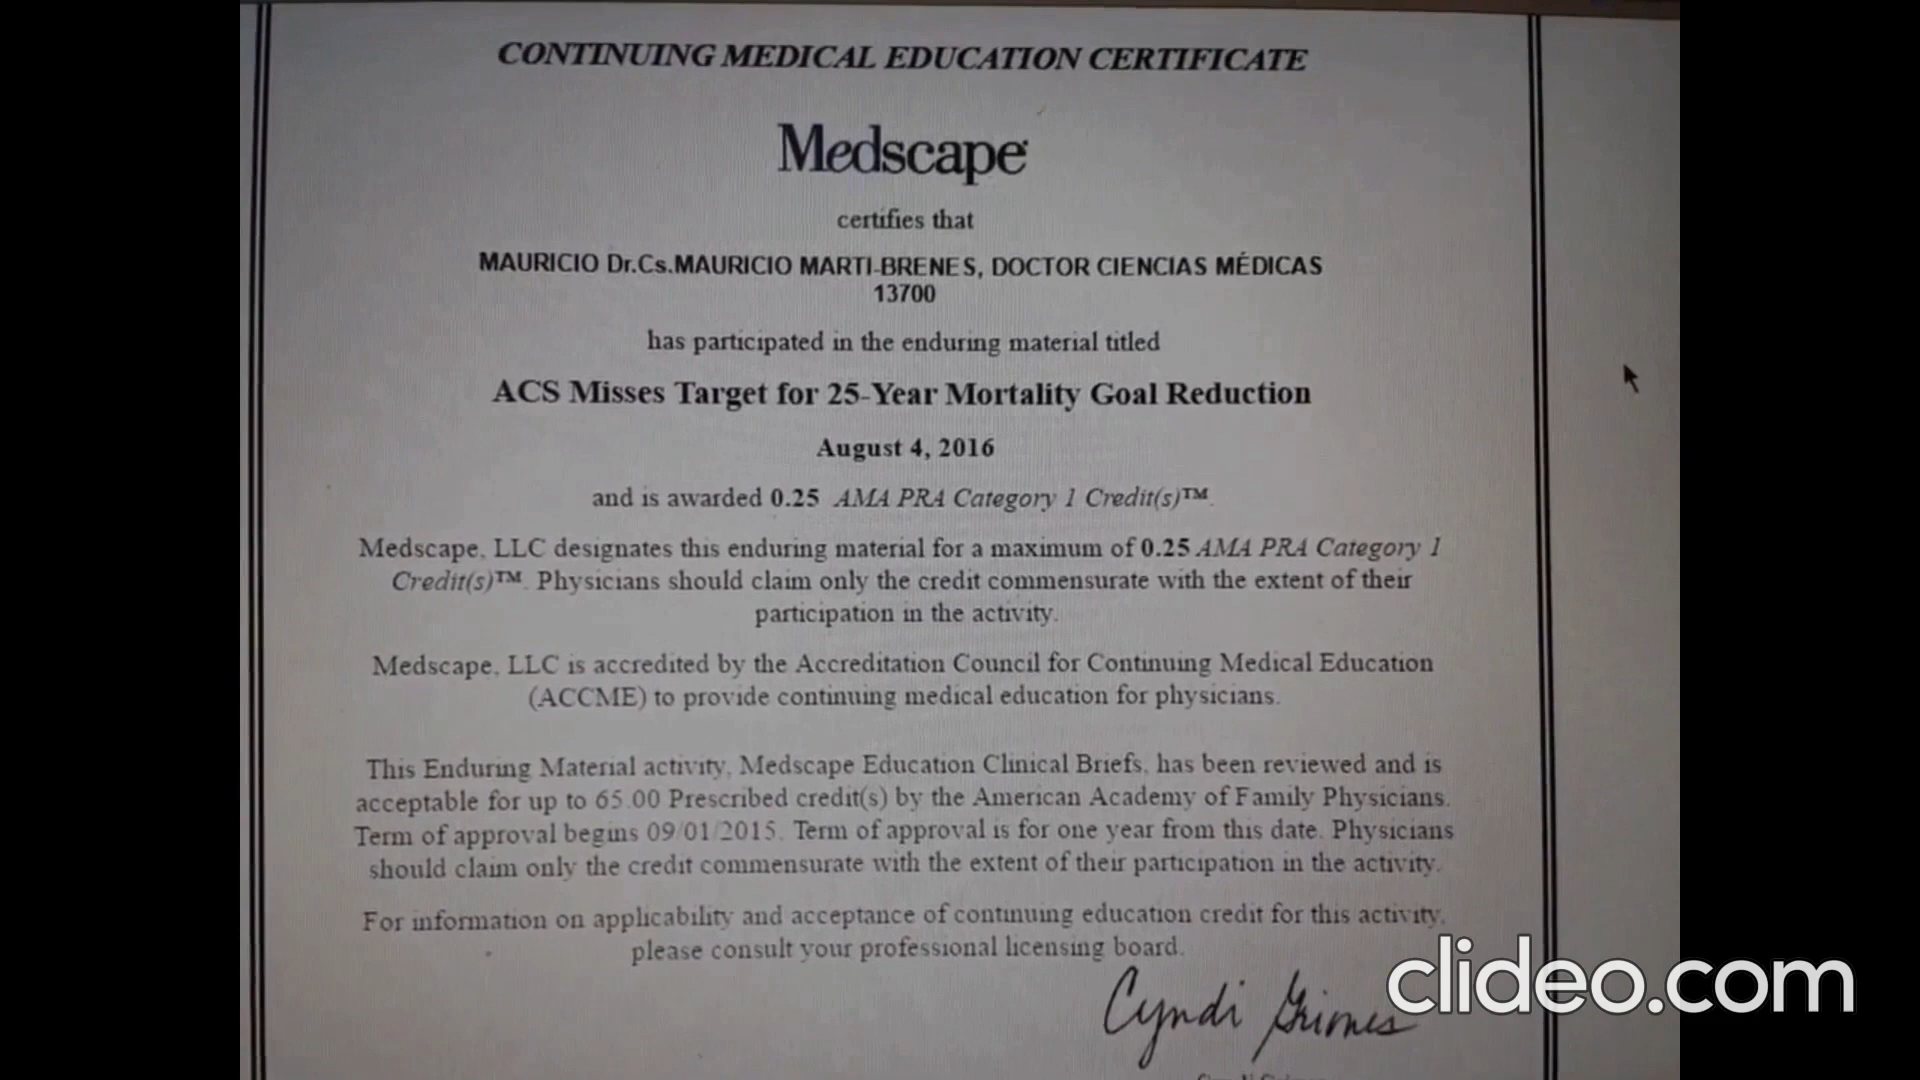 CONTINUING MEDICAL EDUCATION CERTIFICATE
Medscape
certifies that
MAURICIO Dr.Cs.MAURICIO MARTI-BRENES, DOCTOR CIENCIAS MÉDICAS
13700
has participated in the enduring material titled
ACS Misses Target for 25-Year Mortality Goal Reduction
August 4, 2016
and is awarded 0.25 AMA PRA Category 1 Credit(s)™.
Medscape, LLC designates this enduring material for a maximum of 0.25 AMA PRA Category 1
Credit(s)™. Physicians should claim only the credit commensurate with the extent of their
participation in the activity.
Medscape, LLC is accredited by the Accreditation Council for Continuing Medical Education
(ACCME) to provide continuing medical education for physicians.
This Enduring Material activity, Medscape Education Clinical Briefs, has been reviewed and is
acceptable for up to 65.00 Prescribed credit(s) by the American Academy of Family Physicians.
Term of approval begins 09/01/2015. Term of approval is for one year from this date. Physicians
should claim only the credit commensurate with the extent of their participation in the activity.
For information on applicability and acceptance of continuing education credit for this activity,
please consult your professional licensing board.
Cyndi Grimes
clideo.com